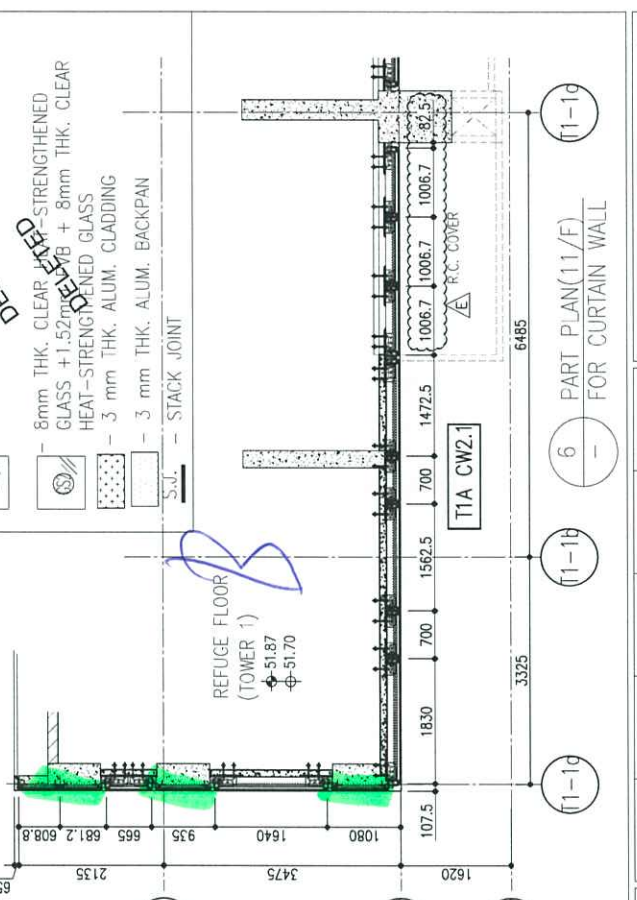 8mm THK. CLEAR HEAT-STRENGTHENED
GLASS +1.52mm PVB + 8mm THK. CLEAR
HEAT-STRENGTHENED GLASS
DELETED
3 mm THK. ALUM. CLADDING
3 mm THK. ALUM. BACKPAN
S.J. - STACK JOINT
REFUGE FLOOR
(TOWER 1)
51.87
51.70
R.C. COVER
E
T1A CW2.1
107.5
1830
700
1562.5
700
1472.5
1006.7
1006.7
1006.7
82.5
3325
6485
608.8
681.2
665
935
1640
1080
2135
3475
1620
T1-1a
T1-1b
6
-
PART PLAN(11/F)
FOR CURTAIN WALL